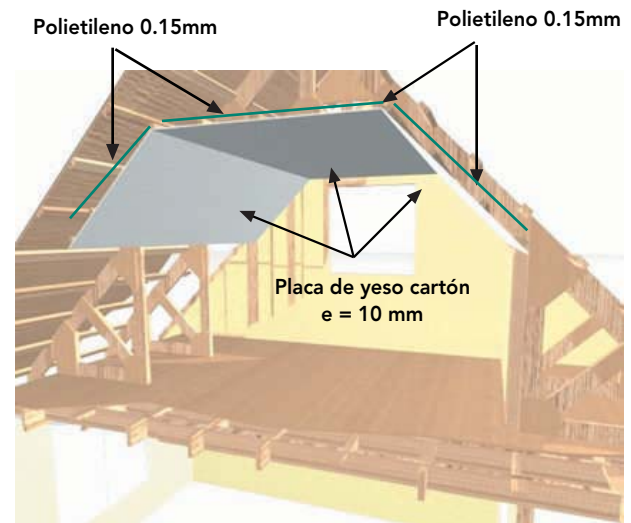 Polietileno 0.15mm
Polietileno 0.15mm
Placa de yeso cartón
e = 10 mm